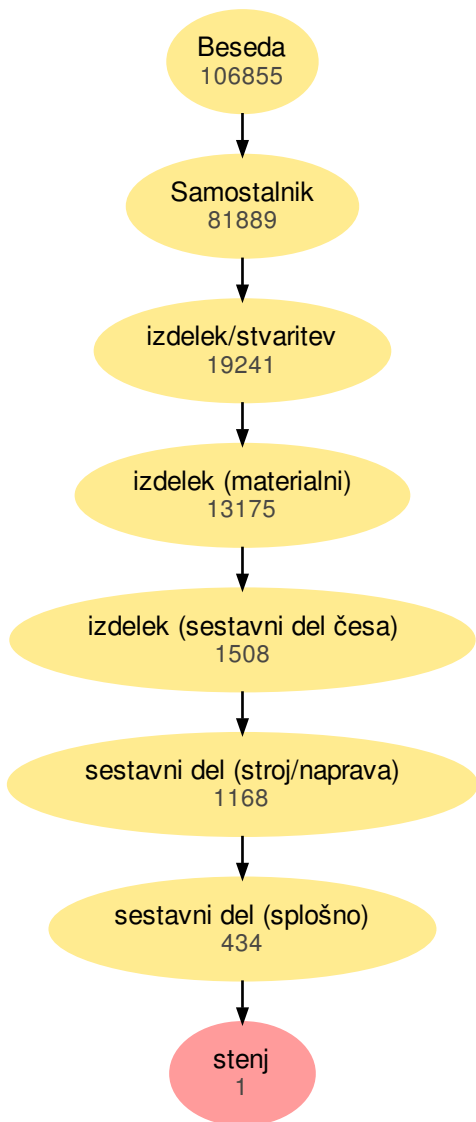 Beseda
106855
Samostalnik
81889
izdelek/stvaritev
19241
izdelek (materialni)
13175
izdelek (sestavni del česa)
1508
sestavni del (stroj/naprava)
1168
sestavni del (splošno)
434
stenj
1